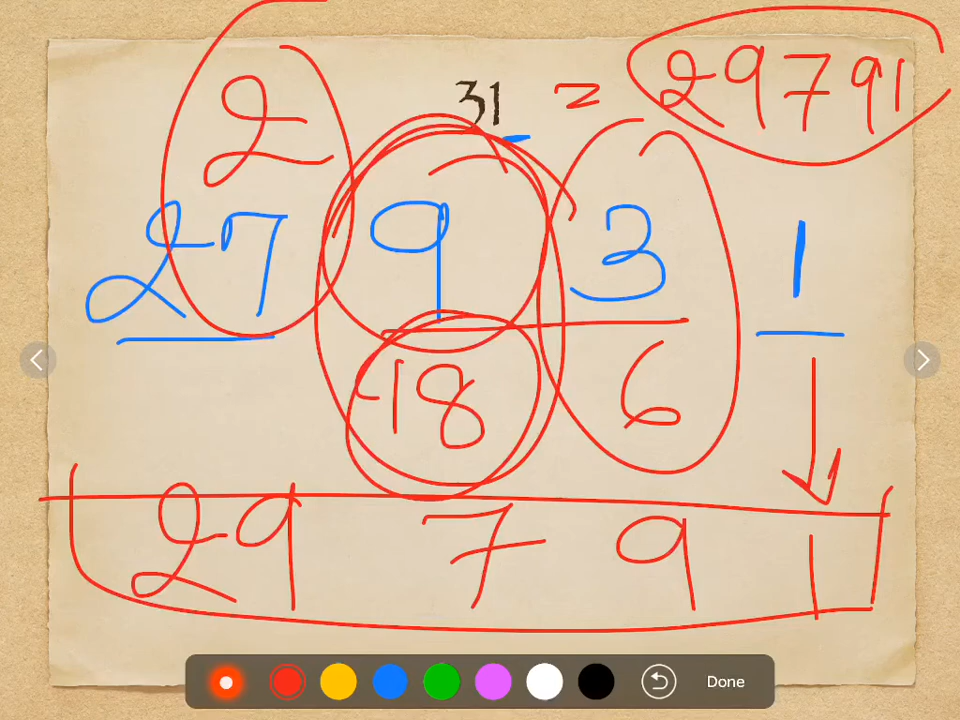 31 = 29791
2
27 9 3 1
18 6
29 7 9 1
Done